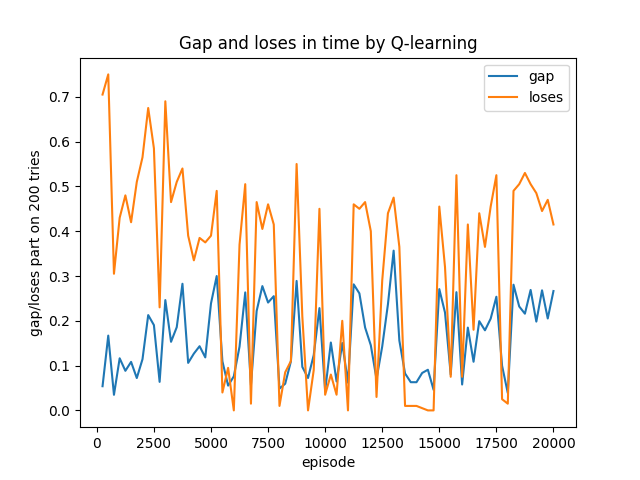 Gap and loses in time by Q-learning
gap
loses
gap/loses part on 200 tries
0.7
0.6
0.5
0.4
0.3
0.2
0.1
0.0
0 2500 5000 7500 10000 12500 15000 17500 20000
episode